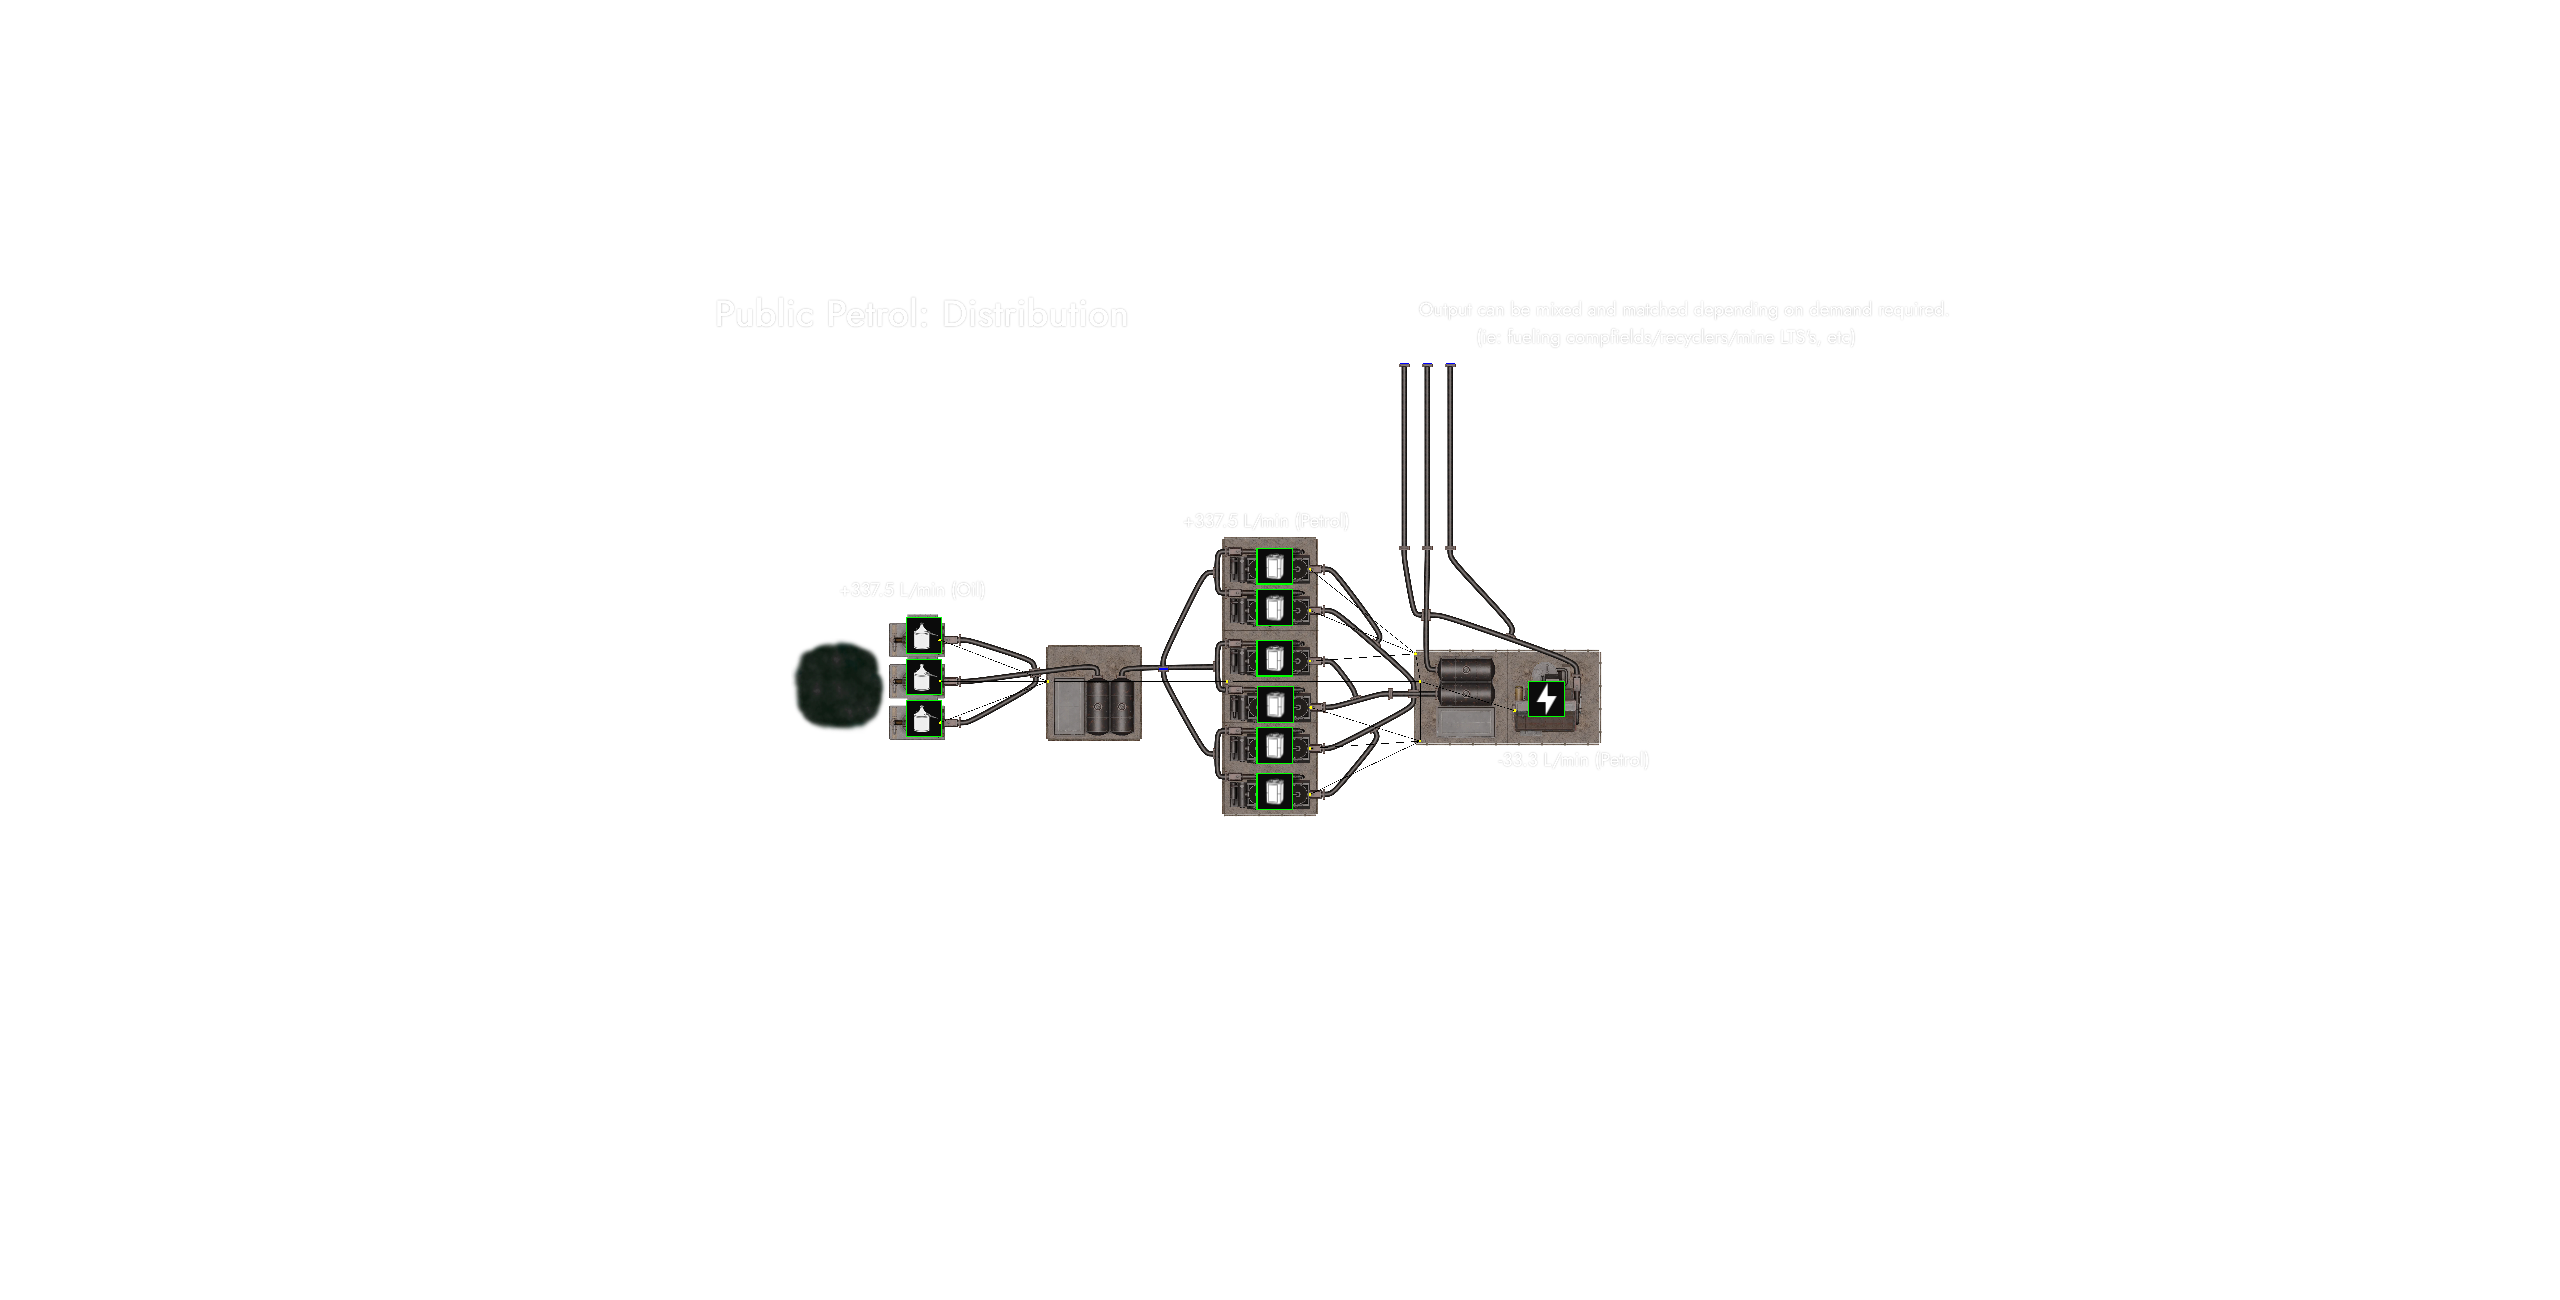 Public Petrol: Distribution
Output can be mixed and matched depending on demand required.
(ie: fueling compfields/recyclers/mine LTS's, etc)
+337.5 L/min (Petrol)
+337.5 L/min (Oil)
-33.3 L/min (Petrol)